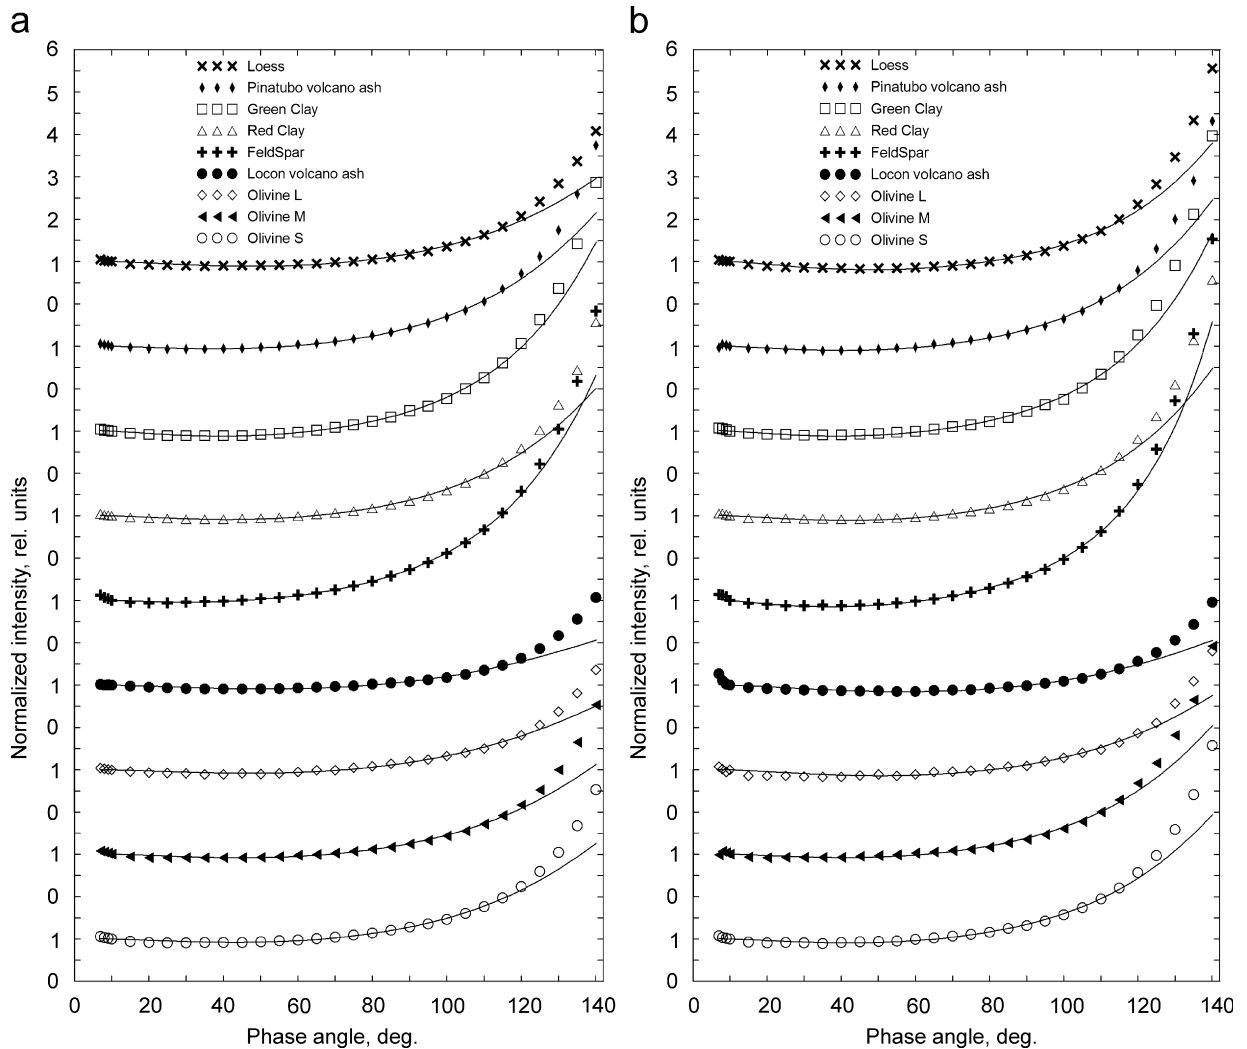 a
6
5
4
3
2
1
0
1
0
1
0
1
0
1
0
1
0
1
0
1
0
1
0
Normalized intensity, rel. units
Loess
Pinatubo volcano ash
Green Clay
Red Clay
FeldSpar
Locon volcano ash
Olivine L
Olivine M
Olivine S
0 20 40 60 80 100 120 140
Phase angle, deg.
b
6
5
4
3
2
1
0
1
0
1
0
1
0
1
0
1
0
1
0
1
0
1
0
Normalized intensity, rel. units
Loess
Pinatubo volcano ash
Green Clay
Red Clay
FeldSpar
Locon volcano ash
Olivine L
Olivine M
Olivine S
0 20 40 60 80 100 120 140
Phase angle, deg.